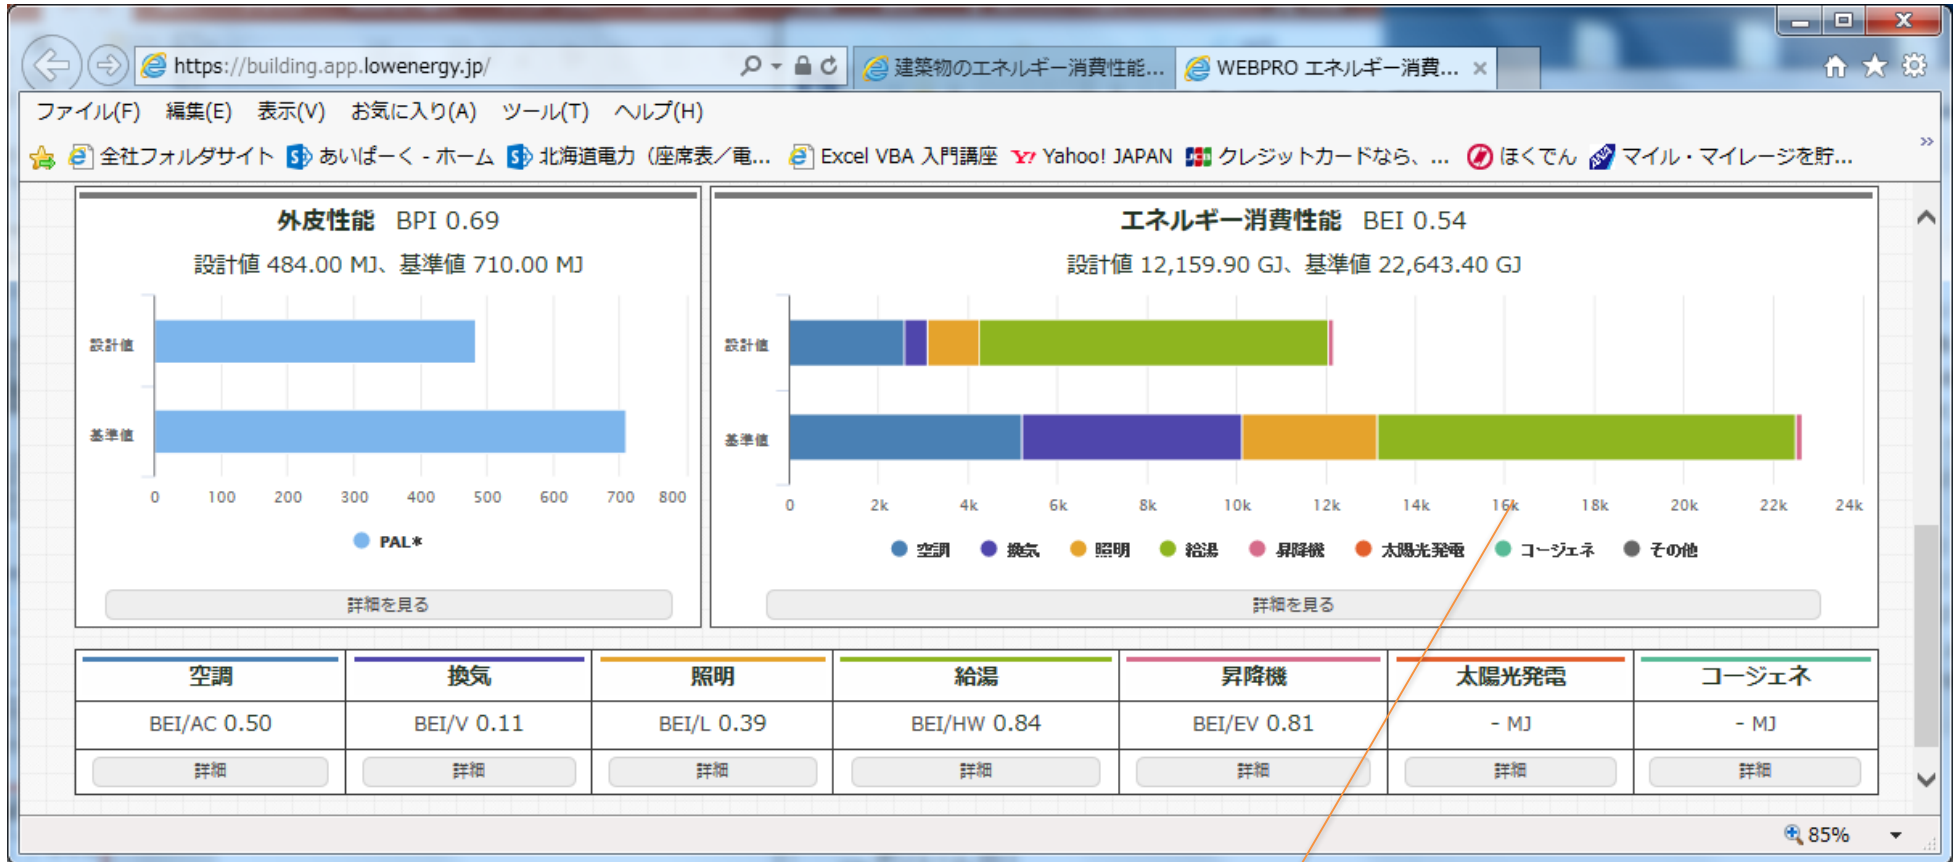 https://building.app.lowenergy.jp/
建築物のエネルギー消費性能...
WEBPRO エネルギー消費...
ファイル(F) 編集(E) 表示(V) お気に入り(A) ツール(T) ヘルプ(H)
全社フォルダサイト あいぱーく - ホーム 北海道電力（座席表／電... Excel VBA 入門講座 Yahoo! JAPAN クレジットカードなら、... ほくでん マイル・マイレージを貯...
外皮性能 BPI 0.69
設計値 484.00 MJ、基準値 710.00 MJ
設計値
基準値
0 100 200 300 400 500 600 700 800
PAL*
詳細を見る
エネルギー消費性能 BEI 0.54
設計値 12,159.90 GJ、基準値 22,643.40 GJ
設計値
基準値
0 2k 4k 6k 8k 10k 12k 14k 16k 18k 20k 22k 24k
空調 換気 照明 給湯 昇降機 太陽光発電 コージェネ その他
詳細を見る
空調 換気 照明 給湯 昇降機 太陽光発電 コージェネ
BEI/AC 0.50 BEI/V 0.11 BEI/L 0.39 BEI/HW 0.84 BEI/EV 0.81 - MJ - MJ
詳細 詳細 詳細 詳細 詳細 詳細 詳細
85%